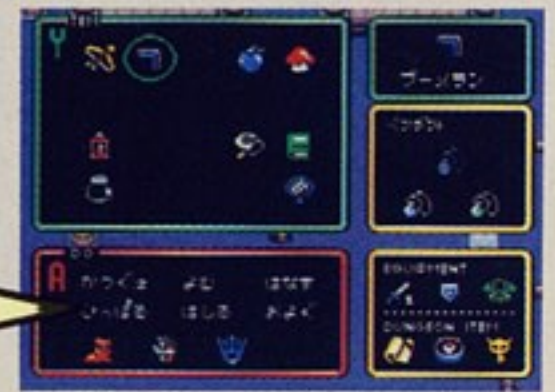 Y
ブーメラン
A
かつぐ よむ はなす
ひっぱる はしる およぐ
EQUIPMENT
DUNGEON ITEM